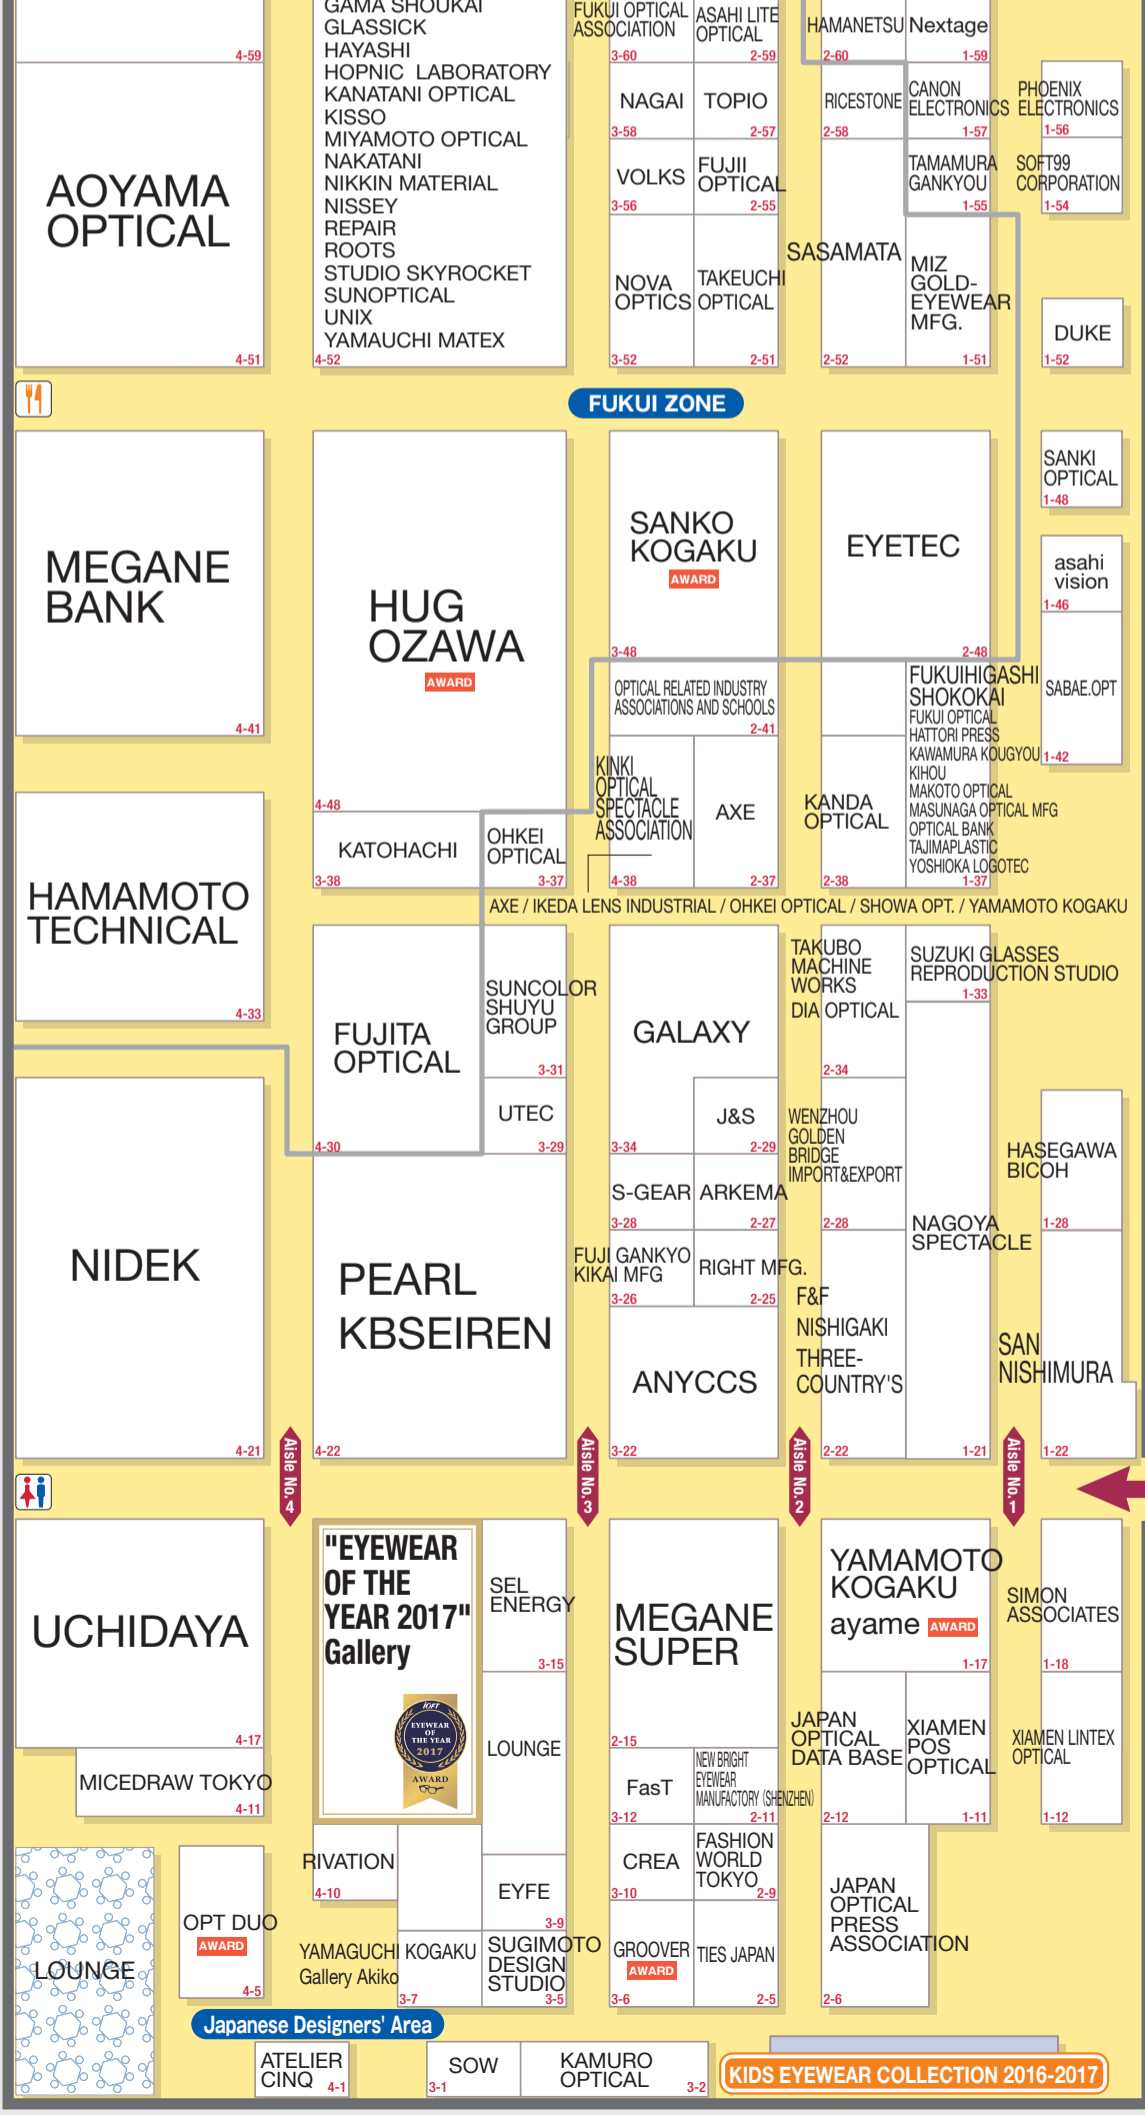 4-59
AOYAMA
OPTICAL
4-51
GAMA SHOUKAI
GLASSICK
HAYASHI
HOPNIC LABORATORY
KANATANI OPTICAL
KISSO
MIYAMOTO OPTICAL
NAKATANI
NIKKIN MATERIAL
NISSEY
REPAIR
ROOTS
STUDIO SKYROCKET
SUNOPTICAL
UNIX
YAMAUCHI MATEX
4-52
FUKUI OPTICAL
ASSOCIATION
3-60
ASAHI LITE
OPTICAL
2-59
NAGAI
3-58
TOPIO
2-57
VOLKS
3-56
FUJII
OPTICAL
2-55
NOVA
OPTICS
3-52
TAKEUCHI
OPTICAL
2-51
HAMANETSU
2-60
Nextage
1-59
RICESTONE
2-58
CANON
ELECTRONICS
1-57
TAMAMURA
GANKYOU
1-55
SASAMATA
2-52
MIZ
GOLD-
EYEWEAR
MFG.
1-51
PHOENIX
ELECTRONICS
1-56
SOFT99
CORPORATION
1-54
DUKE
1-52
FUKUI ZONE
MEGANE
BANK
4-41
HUG
OZAWA
AWARD
4-48
SANKO
KOGAKU
AWARD
3-48
EYETEC
2-48
SANKI
OPTICAL
1-48
asahi
vision
1-46
SABAE.OPT
1-42
OPTICAL RELATED INDUSTRY
ASSOCIATIONS AND SCHOOLS
2-41
FUKUIHIGASHI
SHOKOKAI
FUKUI OPTICAL
HATTORI PRESS
KAWAMURA KOUGYOU
KIHOU
MAKOTO OPTICAL
MASUNAGA OPTICAL MFG
OPTICAL BANK
TAJIMAPLASTIC
YOSHIOKA LOGOTEC
1-37
KATOHACHI
3-38
OHKEI
OPTICAL
3-37
KINKI
OPTICAL
SPECTACLE
ASSOCIATION
4-38
AXE
2-37
KANDA
OPTICAL
2-38
AXE / IKEDA LENS INDUSTRIAL / OHKEI OPTICAL / SHOWA OPT. / YAMAMOTO KOGAKU
HAMAMOTO
TECHNICAL
4-33
FUJITA
OPTICAL
4-30
SUNCOLOR
SHUYU
GROUP
3-31
UTEC
3-29
GALAXY
3-34
J&S
2-29
TAKUBO
MACHINE
WORKS
DIA OPTICAL
2-34
SUZUKI GLASSES
REPRODUCTION STUDIO
1-33
WENZHOU
GOLDEN
BRIDGE
IMPORT&EXPORT
2-28
NAGOYA
SPECTACLE
1-21
HASEGAWA
BICOH
1-28
NIDEK
4-21
PEARL
KBSEIREN
4-22
S-GEAR
3-28
ARKEMA
2-27
FUJI GANKYO
KIKAI MFG
3-26
RIGHT MFG.
2-25
ANYCCS
3-22
F&F
NISHIGAKI
THREE-
COUNTRY'S
2-22
SAN
NISHIMURA
1-22
Aisle No.4
Aisle No.3
Aisle No.2
Aisle No.1
UCHIDAYA
4-17
MICEDRAW TOKYO
4-11
"EYEWEAR
OF THE
YEAR 2017"
Gallery
iOFT
EYEWEAR
OF
THE YEAR
2017
AWARD
SEL
ENERGY
3-15
LOUNGE
MEGANE
SUPER
2-15
YAMAMOTO
KOGAKU
ayame AWARD
1-17
SIMON
ASSOCIATES
1-18
FasT
3-12
NEW BRIGHT
EYEWEAR
MANUFACTORY (SHENZHEN)
2-11
JAPAN
OPTICAL
DATA BASE
2-12
XIAMEN
POS
OPTICAL
1-11
XIAMEN LINTEX
OPTICAL
1-12
RIVATION
4-10
EYFE
3-9
CREA
3-10
FASHION
WORLD
TOKYO
2-9
JAPAN
OPTICAL
PRESS
ASSOCIATION
2-6
LOUNGE
OPT DUO
AWARD
4-5
YAMAGUCHI KOGAKU
Gallery Akiko
3-7
SUGIMOTO
DESIGN
STUDIO
3-5
GROOVER
AWARD
3-6
TIES JAPAN
2-5
Japanese Designers' Area
ATELIER
CINQ
4-1
SOW
3-1
KAMURO
OPTICAL
3-2
KIDS EYEWEAR COLLECTION 2016-2017